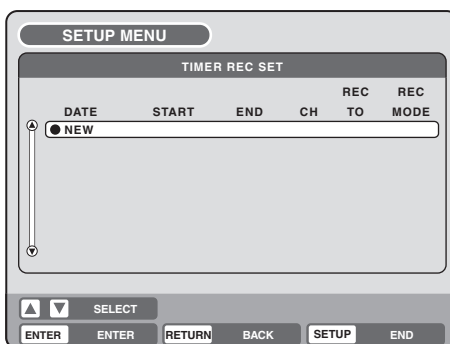 SETUP MENU
TIMER REC SET
REC REC
DATE START END CH TO MODE
NEW
SELECT
ENTER ENTER RETURN BACK SETUP END